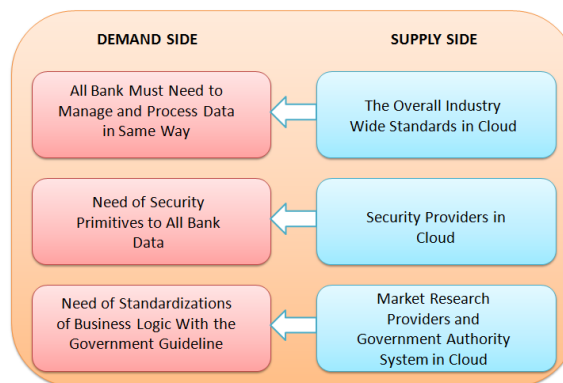 DEMAND SIDE
SUPPLY SIDE
All Bank Must Need to
Manage and Process Data
in Same Way
The Overall Industry
Wide Standards in Cloud
Need of Security
Primitives to All Bank
Data
Security Providers in
Cloud
Need of Standardizations
of Business Logic With the
Government Guideline
Market Research
Providers and
Government Authority
System in Cloud